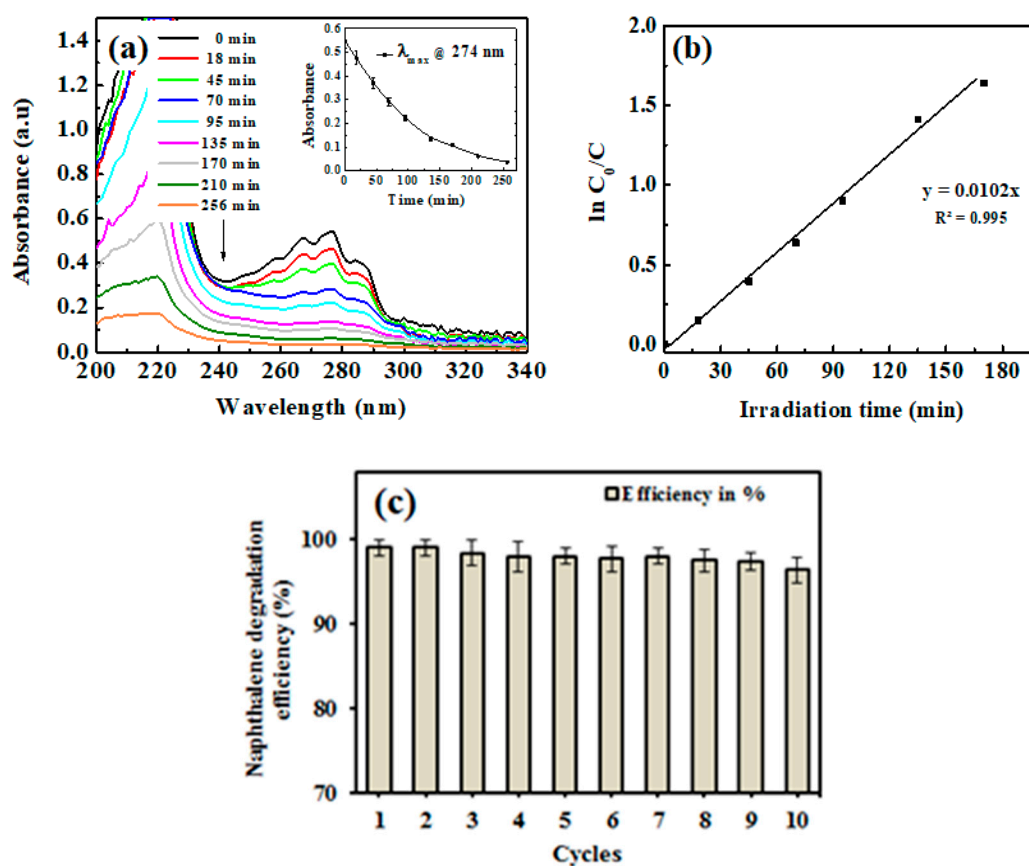 (a)
Absorbance (a.u)
1.4
1.2
1.0
0.8
0.6
0.4
0.2
0.0
0 min
18 min
45 min
70 min
95 min
135 min
170 min
210 min
256 min
200 220 240 260 280 300 320 340
Wavelength (nm)
Absorbance
0.6
0.5
0.4
0.3
0.2
0.1
0.0
λmax @ 274 nm
0 50 100 150 200 250
Time (min)
(b)
ln C0/C
2.0
1.5
1.0
0.5
0.0
y = 0.0102x
R² = 0.995
0 30 60 90 120 150 180
Irradiation time (min)
(c)
Efficiency in %
Naphthalene degradation
efficiency (%)
100
90
80
70
1 2 3 4 5 6 7 8 9 10
Cycles